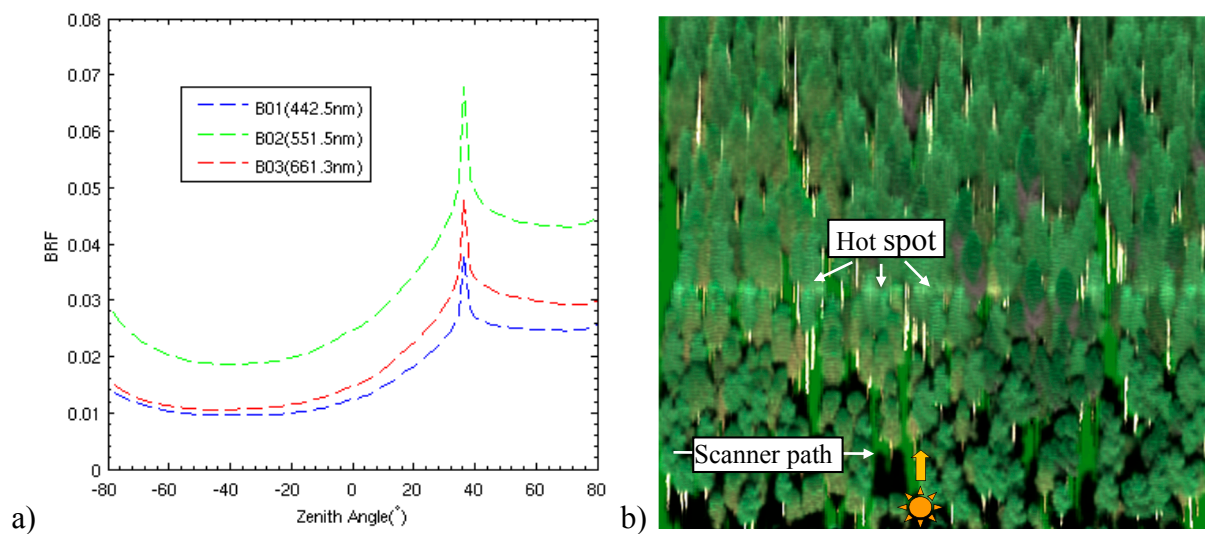 0.08
0.07
0.06
0.05
0.04
0.03
0.02
0.01
0
BRF
B01(442.5nm)
B02(551.5nm)
B03(661.3nm)
-80 -60 -40 -20 0 20 40 60 80
Zenith Angle(°)
a)
Hot spot
Scanner path
b)